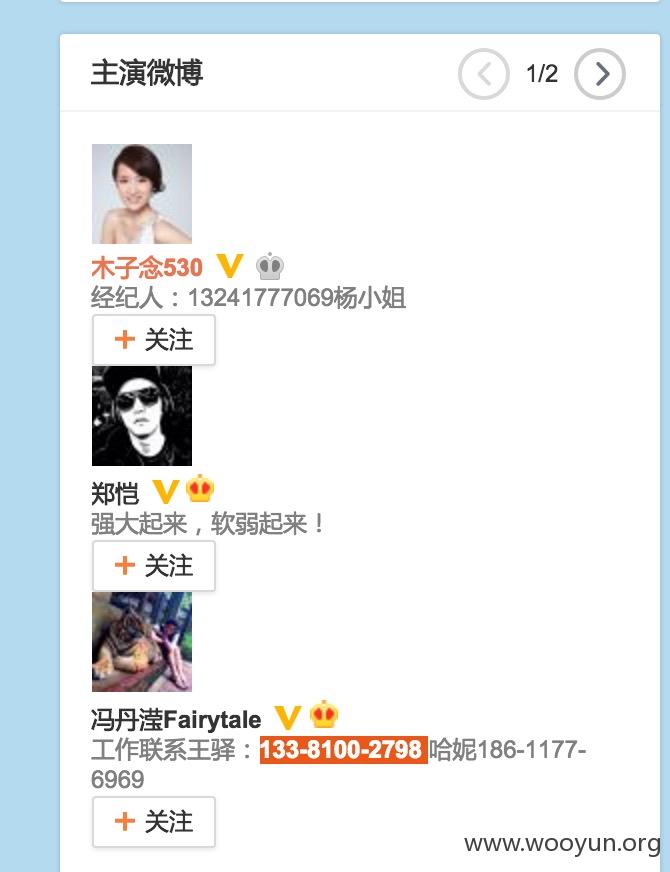 主演微博
1/2
木子念530
经纪人：13241777069杨小姐
+ 关注
郑恺
强大起来，软弱起来！
+ 关注
冯丹滢Fairytale
工作联系王驿：133-8100-2798 哈妮186-1177-
6969
+ 关注
www.wooyun.org